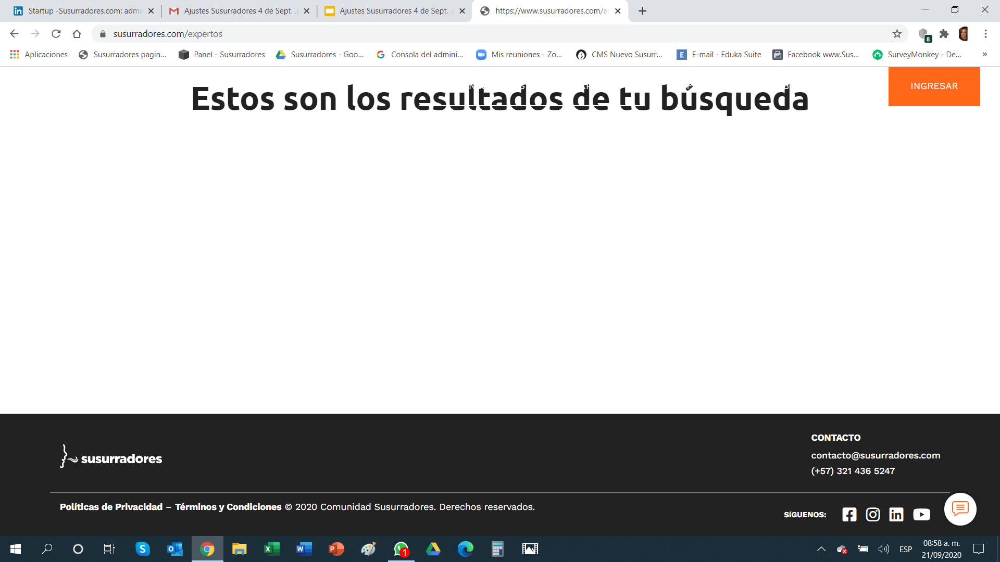 Startup -Susurradores.com: admi
Ajustes Susurradores 4 de Sept. .p
Ajustes Susurradores 4 de Sept. .p
https://www.susurradores.com/e
susurradores.com/expertos
8
Aplicaciones
Susurradores pagin...
Panel - Susurradores
Susurradores - Goo...
Consola del admini...
Mis reuniones - Zo...
CMS Nuevo Susurr...
E-mail - Eduka Suite
Facebook www.Sus...
SurveyMonkey - De...
»
INGRESAR
Estos son los resultados de tu búsqueda
susurradores
CONTACTO
contacto@susurradores.com
(+57) 321 436 5247
Políticas de Privacidad – Términos y Condiciones © 2020 Comunidad Susurradores. Derechos reservados.
SÍGUENOS:
1
ESP
08:58 a. m.
21/09/2020